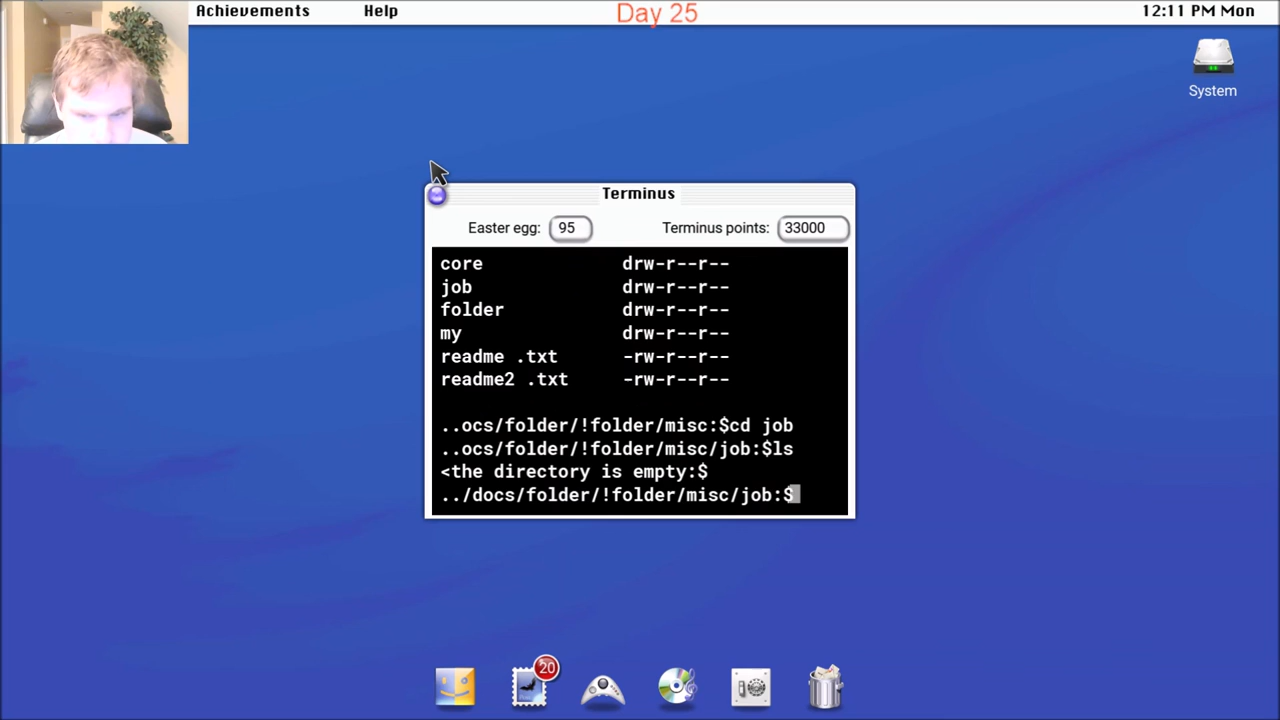 Achievements Help Day 25 12:11 PM Mon
System
Terminus
Easter egg: 95 Terminus points: 33000
core drw-r--r--
job drw-r--r--
folder drw-r--r--
my drw-r--r--
readme .txt -rw-r--r--
readme2 .txt -rw-r--r--
..ocs/folder/!folder/misc:$cd job
..ocs/folder/!folder/misc/job:$ls
<the directory is empty:$
../docs/folder/!folder/misc/job:$
20